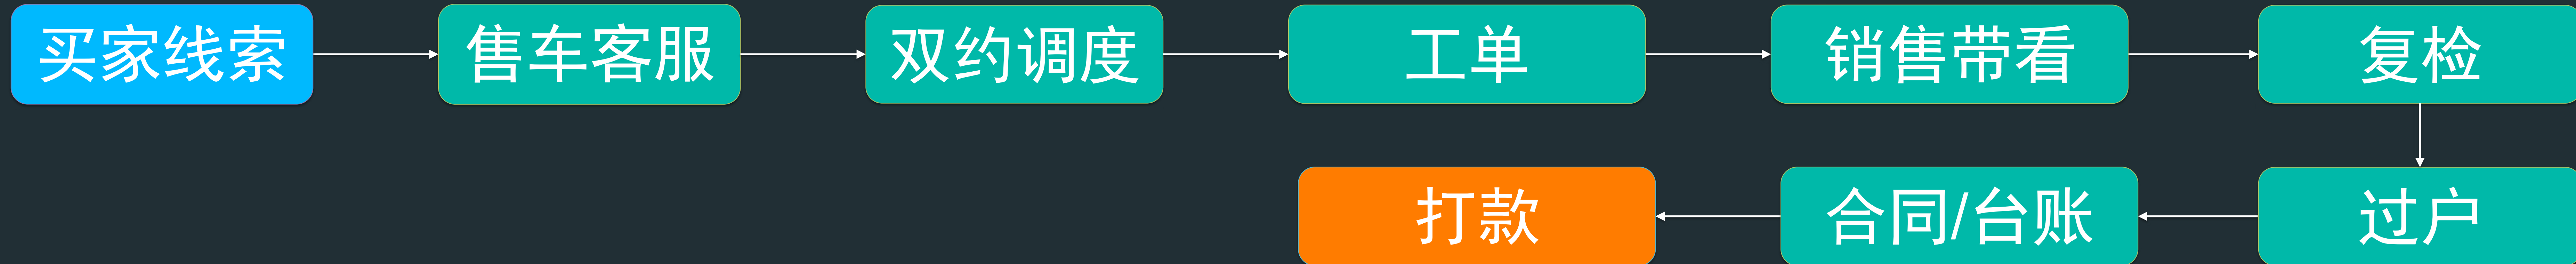 买家线索
售车客服
双约调度
工单
销售带看
复检
过户
合同/台账
打款